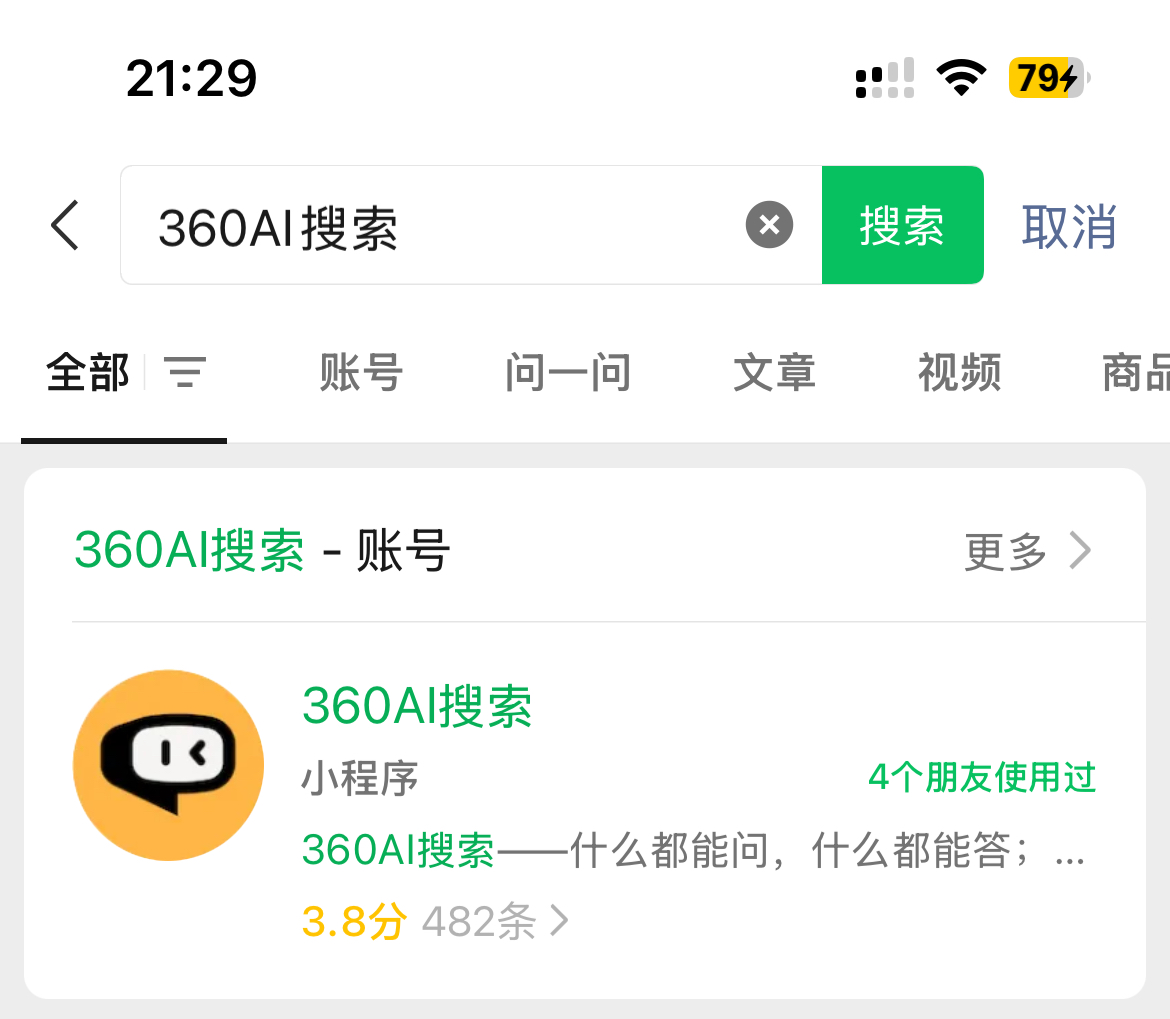 21:29 79
360AI搜索 搜索 取消
全部 账号 问一问 文章 视频 商品
360AI搜索 - 账号 更多
360AI搜索
小程序 4个朋友使用过
360AI搜索——什么都能问，什么都能答；...
3.8分 482条